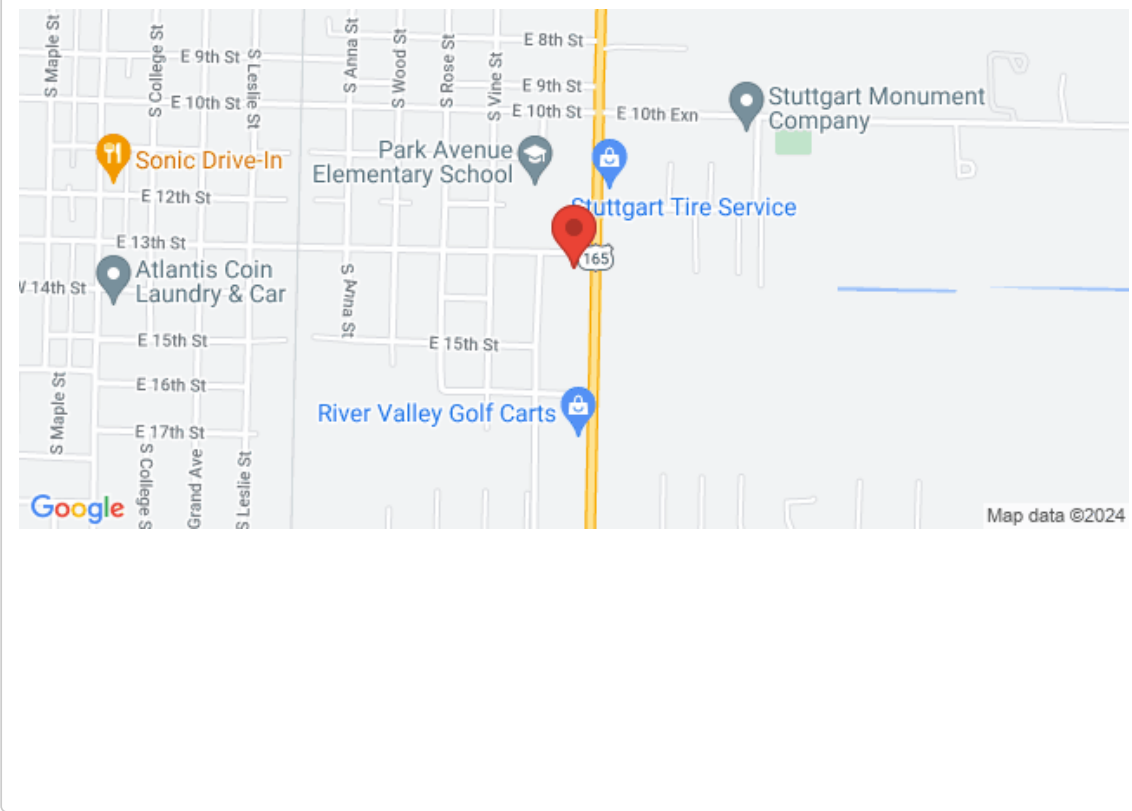 S Maple St
S College St
S Leslie St
S Anna St
S Wood St
S Rose St
S Vine St
E 8th St
E 9th St
E 9th St
E 10th St
E 10th St
E 10th Exn
Stuttgart Monument
Company
Park Avenue
Elementary School
Sonic Drive-In
E 12th St
Stuttgart Tire Service
E 13th St
165
Atlantis Coin
Laundry & Car
W 14th St
S Anna St
E 15th St
E 15th St
S Maple St
E 16th St
River Valley Golf Carts
E 17th St
S College S
Grand Ave
S Leslie St
Google
Map data ©2024